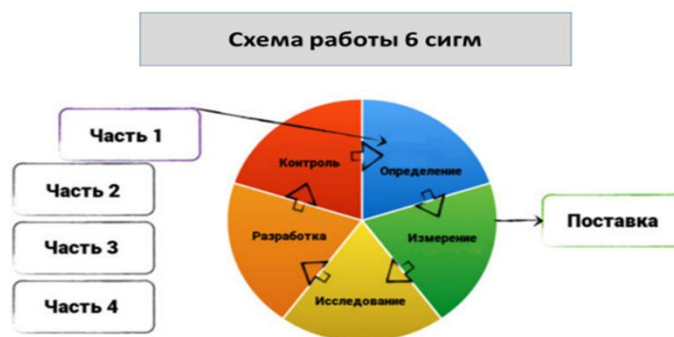 Схема работы 6 сигм
Часть 1
Часть 2
Часть 3
Часть 4
Контроль
Определение
Разработка
Измерение
Исследование
Поставка